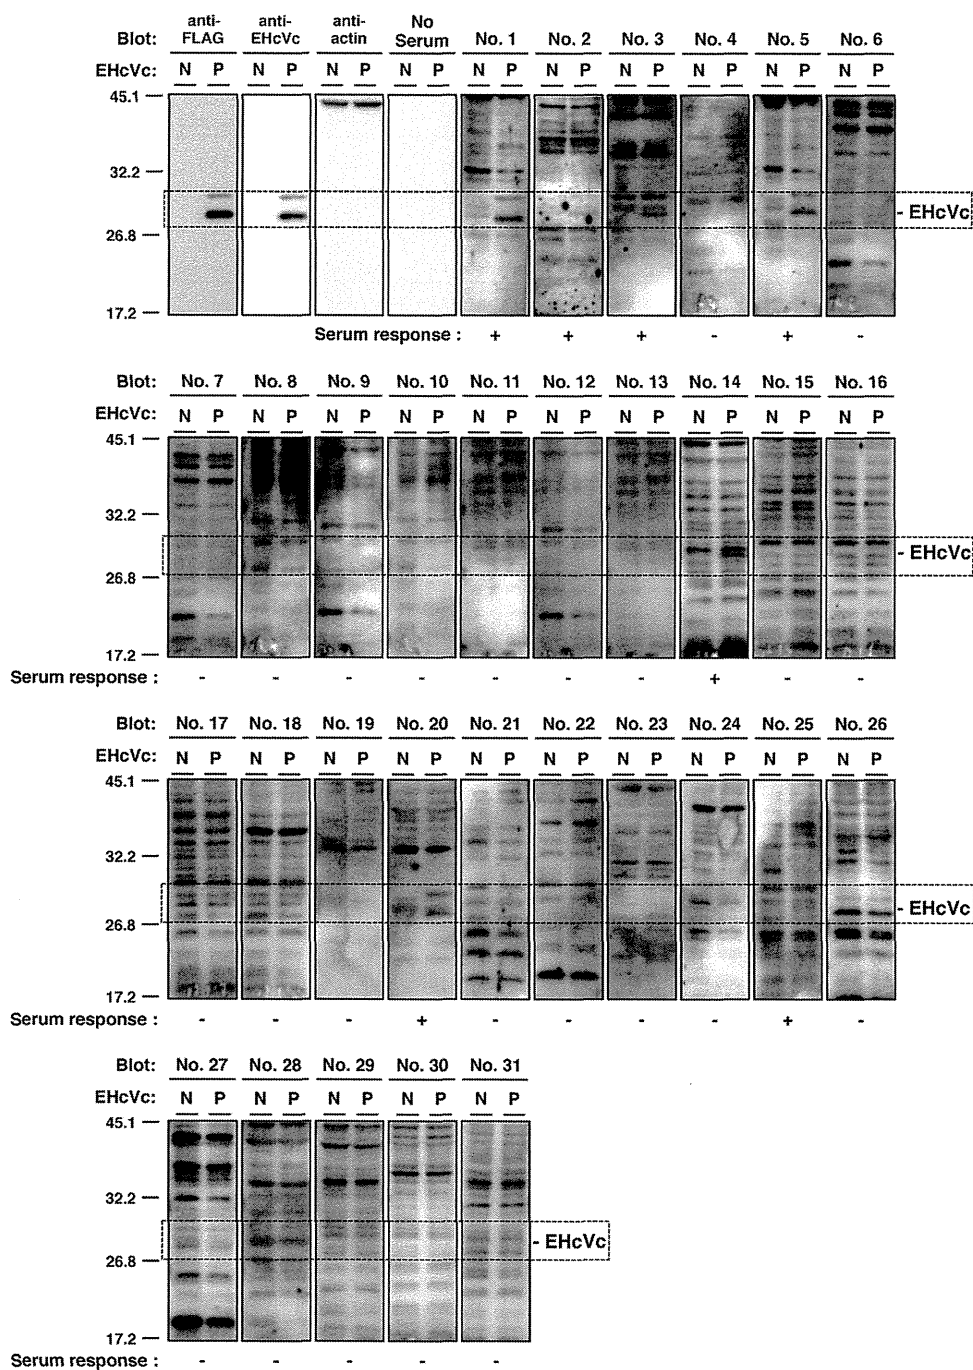 Blot: anti-FLAG anti-EHcVc anti-actin No Serum No. 1 No. 2 No. 3 No. 4 No. 5 No. 6
EHcVc: N P N P N P N P N P N P N P N P N P N P
45.1
32.2
- EHcVc
26.8
17.2
Serum response : + + + - + -
Blot: No. 7 No. 8 No. 9 No. 10 No. 11 No. 12 No. 13 No. 14 No. 15 No. 16
EHcVc: N P N P N P N P N P N P N P N P N P N P
45.1
32.2
- EHcVc
26.8
17.2
Serum response : - - - - - - - + - -
Blot: No. 17 No. 18 No. 19 No. 20 No. 21 No. 22 No. 23 No. 24 No. 25 No. 26
EHcVc: N P N P N P N P N P N P N P N P N P N P
45.1
32.2
- EHcVc
26.8
17.2
Serum response : - - - + - - - - + -
Blot: No. 27 No. 28 No. 29 No. 30 No. 31
EHcVc: N P N P N P N P N P
45.1
32.2
- EHcVc
26.8
17.2
Serum response : - - - - -